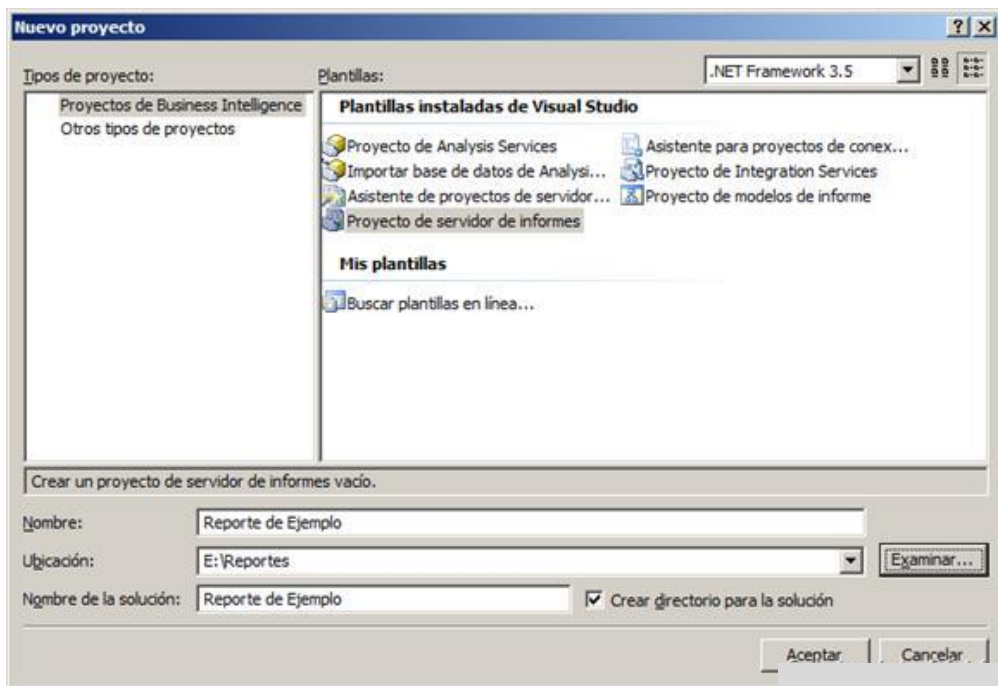 Nuevo proyecto
Tipos de proyecto:
Plantillas:
.NET Framework 3.5
Proyectos de Business Intelligence
Otros tipos de proyectos
Plantillas instaladas de Visual Studio
Proyecto de Analysis Services
Asistente para proyectos de conex...
Importar base de datos de Analysi...
Proyecto de Integration Services
Asistente de proyectos de servidor...
Proyecto de modelos de informe
Proyecto de servidor de informes
Mis plantillas
Buscar plantillas en línea...
Crear un proyecto de servidor de informes vacío.
Nombre:
Reporte de Ejemplo
Ubicación:
E:\Reportes
Examinar...
Nombre de la solución:
Reporte de Ejemplo
Crear directorio para la solución
Aceptar
Cancelar